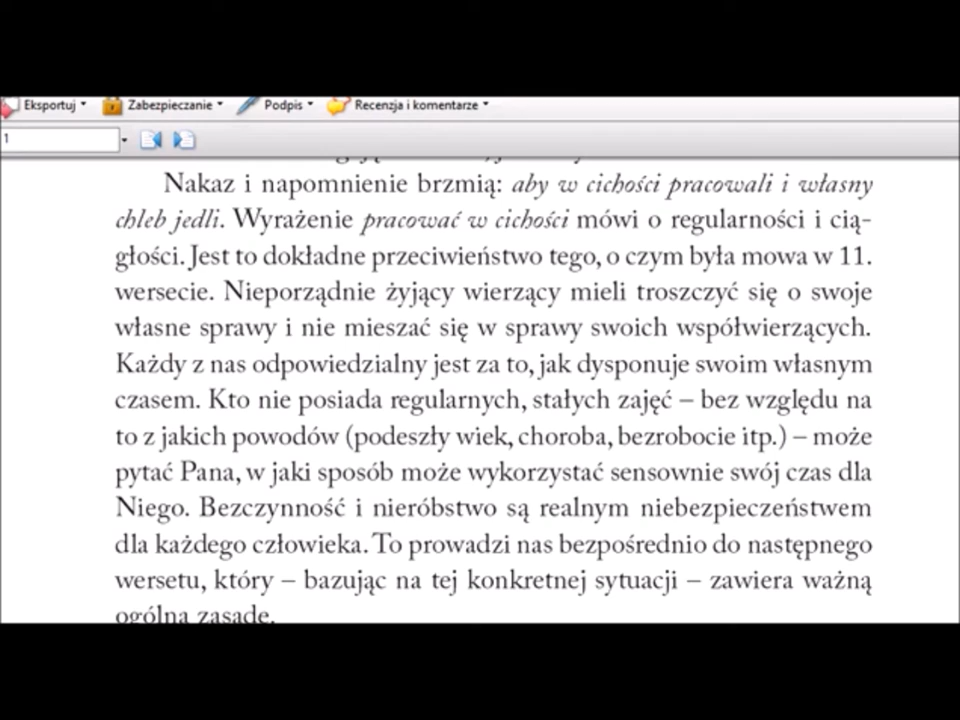 Eksportuj Zabezpieczanie Podpis Recenzja i komentarze
1
Nakaz i napomnienie brzmią: aby w cichości pracowali i własny
chleb jedli. Wyrażenie pracować w cichości mówi o regularności i cią-
głości. Jest to dokładne przeciwieństwo tego, o czym była mowa w 11.
wersecie. Nieporządnie żyjący wierzący mieli troszczyć się o swoje
własne sprawy i nie mieszać się w sprawy swoich współwierzących.
Każdy z nas odpowiedzialny jest za to, jak dysponuje swoim własnym
czasem. Kto nie posiada regularnych, stałych zajęć – bez względu na
to z jakich powodów (podeszły wiek, choroba, bezrobocie itp.) – może
pytać Pana, w jaki sposób może wykorzystać sensownie swój czas dla
Niego. Bezczynność i nieróbstwo są realnym niebezpieczeństwem
dla każdego człowieka. To prowadzi nas bezpośrednio do następnego
wersetu, który – bazując na tej konkretnej sytuacji – zawiera ważną
ogólną zasadę.